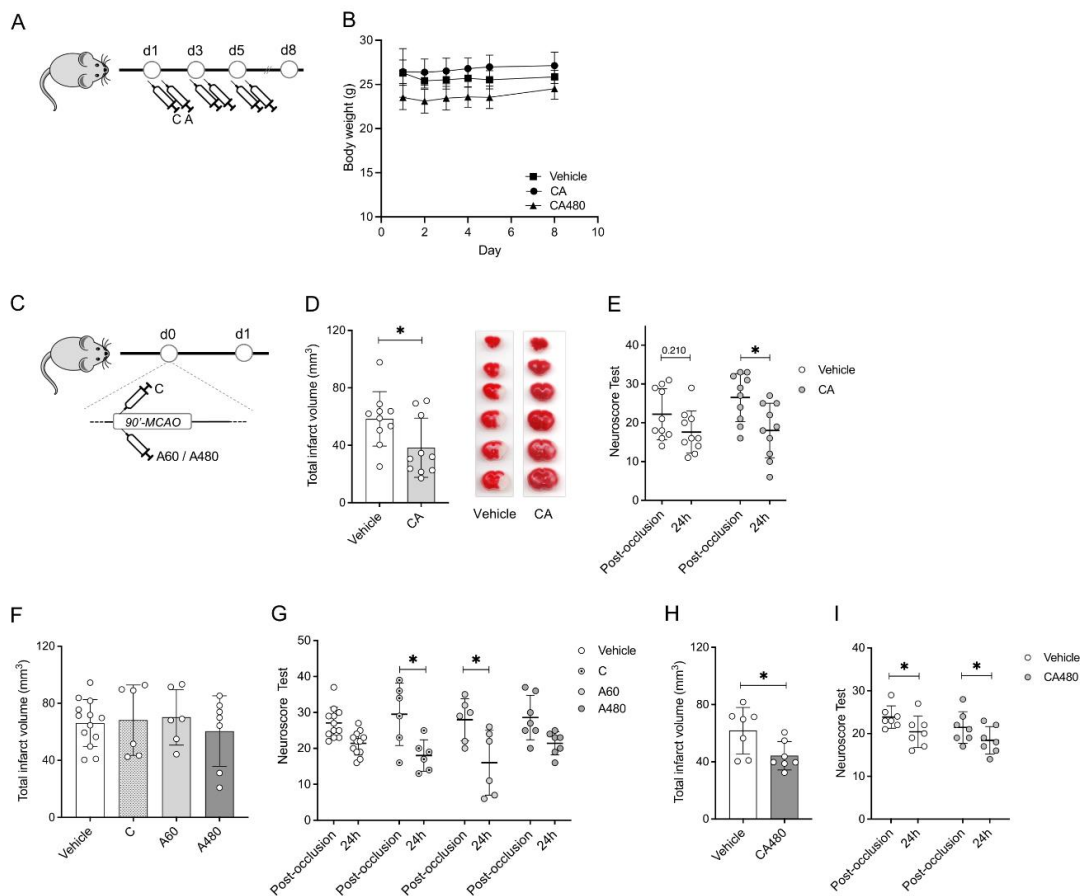 A
d1 d3 d5 d8
C A
B
Body weight (g)
30
25
20
15
10
0 2 4 6 8 10
Day
Vehicle
CA
CA480
C
d0 d1
C
90'-MCAO
A60 / A480
D
Total infarct volume (mm³)
120
80
40
0
*
Vehicle CA
Vehicle CA
E
Neuroscore Test
40
30
20
10
0
0.210 *
Post-occlusion 24h Post-occlusion 24h
Vehicle
CA
F
Total infarct volume (mm³)
120
80
40
0
Vehicle C A60 A480
G
Neuroscore Test
50
40
30
20
10
0
* *
Post-occlusion 24h Post-occlusion 24h Post-occlusion 24h Post-occlusion 24h
Vehicle
C
A60
A480
H
Total infarct volume (mm³)
120
80
40
0
*
Vehicle CA480
I
Neuroscore Test
40
30
20
10
0
* *
Post-occlusion 24h Post-occlusion 24h
Vehicle
CA480